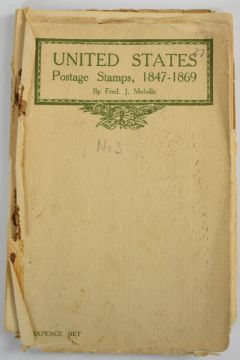 UNITED STATES
Postage Stamps, 1847-1869
By Fred. J. Melville
No 3
SIXPENCE NET